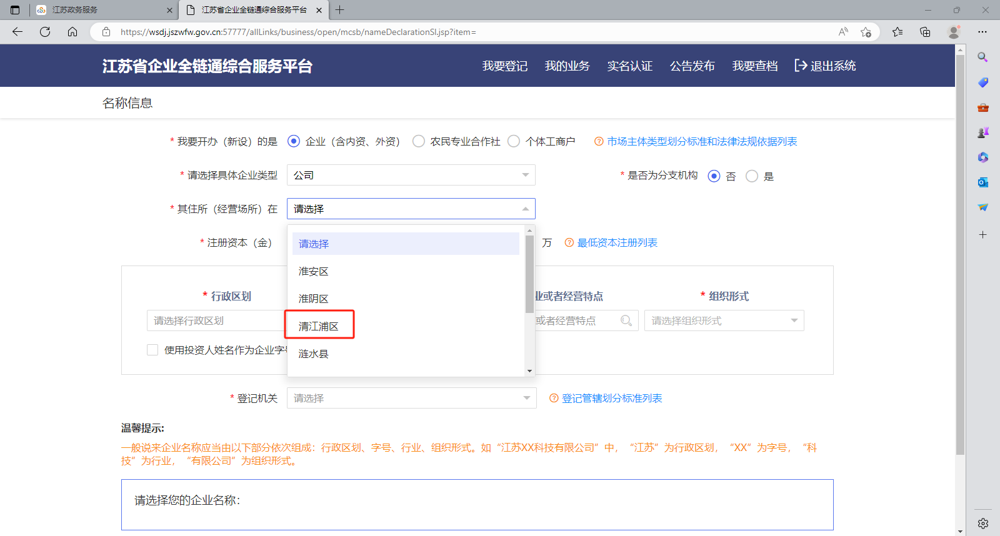 江苏政务服务
江苏省企业全链通综合服务平台
https://wsdj.jszwfw.gov.cn:57777/allLinks/business/open/mcsb/nameDeclarationSl.jsp?item=
江苏省企业全链通综合服务平台 我要登记 我的业务 实名认证 公告发布 我要查档 退出系统
名称信息
* 我要开办（新设）的是 企业（含内资、外资） 农民专业合作社 个体工商户 市场主体类型划分标准和法律法规依据列表
* 请选择具体企业类型 公司 * 是否为分支机构 否 是
* 其住所（经营场所）在 请选择
* 注册资本（金） 万 最低资本注册列表
请选择
淮安区
淮阴区
清江浦区
涟水县
* 行政区划 业或者经营特点 * 组织形式
请选择行政区划 或者经营特点 请选择组织形式
使用投资人姓名作为企业字
* 登记机关 请选择 登记管辖划分标准列表
温馨提示:
一般说来企业名称应当由以下部分依次组成：行政区划、字号、行业、组织形式。如“江苏XX科技有限公司”中，“江苏”为行政区划，“XX”为字号，“科
技”为行业，“有限公司”为组织形式。
请选择您的企业名称：